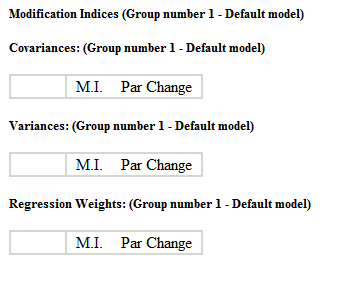 Modification Indices (Group number 1 - Default model)
Covariances: (Group number 1 - Default model)
M.I. Par Change
Variances: (Group number 1 - Default model)
M.I. Par Change
Regression Weights: (Group number 1 - Default model)
M.I. Par Change